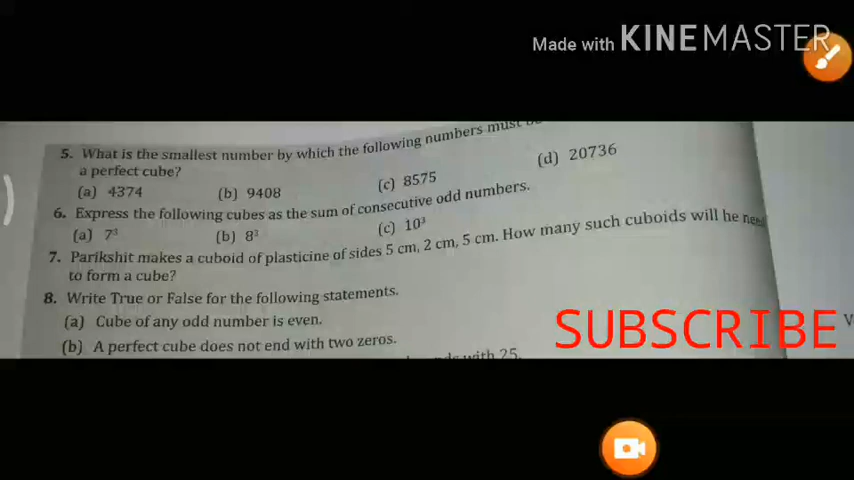 Made with KINEMASTER
5. What is the smallest number by which the following numbers must
a perfect cube?
(a) 4374 (b) 9408 (c) 8575 (d) 20736
6. Express the following cubes as the sum of consecutive odd numbers.
(a) 7³ (b) 8³ (c) 10³
7. Parikshit makes a cuboid of plasticine of sides 5 cm, 2 cm, 5 cm. How many such cuboids will he
to form a cube?
8. Write True or False for the following statements.
(a) Cube of any odd number is even.
(b) A perfect cube does not end with two zeros.
with 25.
SUBSCRIBE